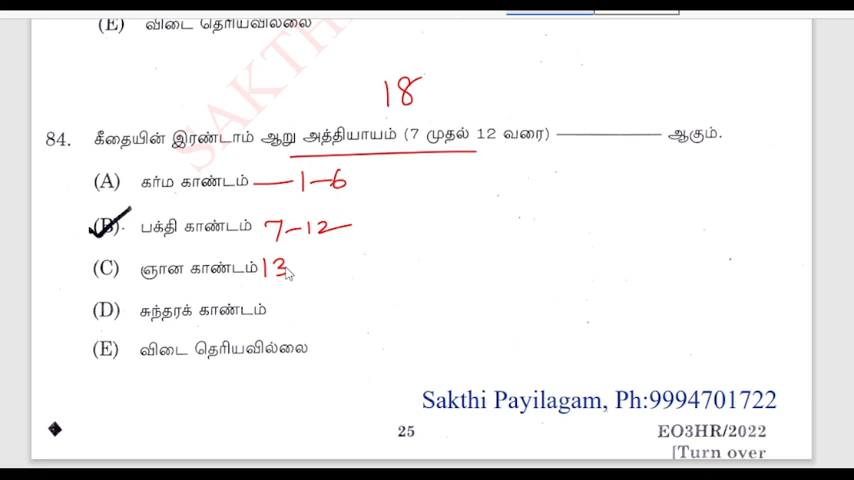 (E) விடை தெரியவில்லை
SAKTH
18
84. கீதையின் இரண்டாம் ஆறு அத்தியாயம் (7 முதல் 12 வரை) ———— ஆகும்.
(A) கர்ம காண்டம் — 1-6
(B) பக்தி காண்டம் 7-12
(C) ஞான காண்டம் 13
(D) சுந்தரக் காண்டம்
(E) விடை தெரியவில்லை
Sakthi Payilagam, Ph:9994701722
25 EO3HR/2022
[Turn over